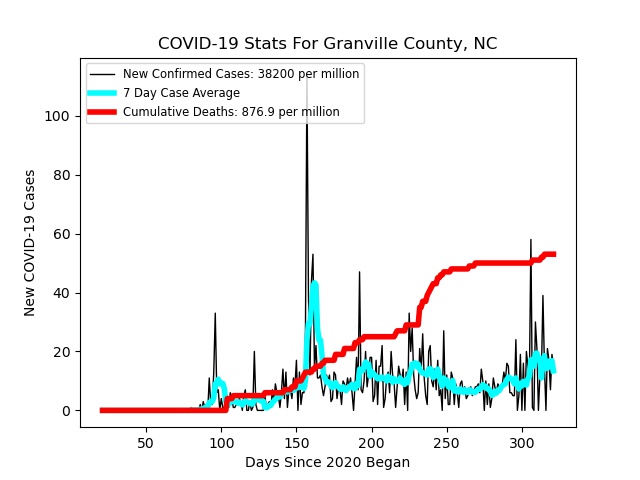 COVID-19 Stats For Granville County, NC
New Confirmed Cases: 38200 per million
7 Day Case Average
Cumulative Deaths: 876.9 per million
100
80
60
40
20
0
New COVID-19 Cases
50
100
150
200
250
300
Days Since 2020 Began